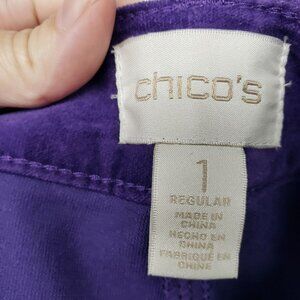 chico's
1
REGULAR
MADE IN
CHINA
HECHO EN
CHINA
FABRIQUÉ EN
CHINE